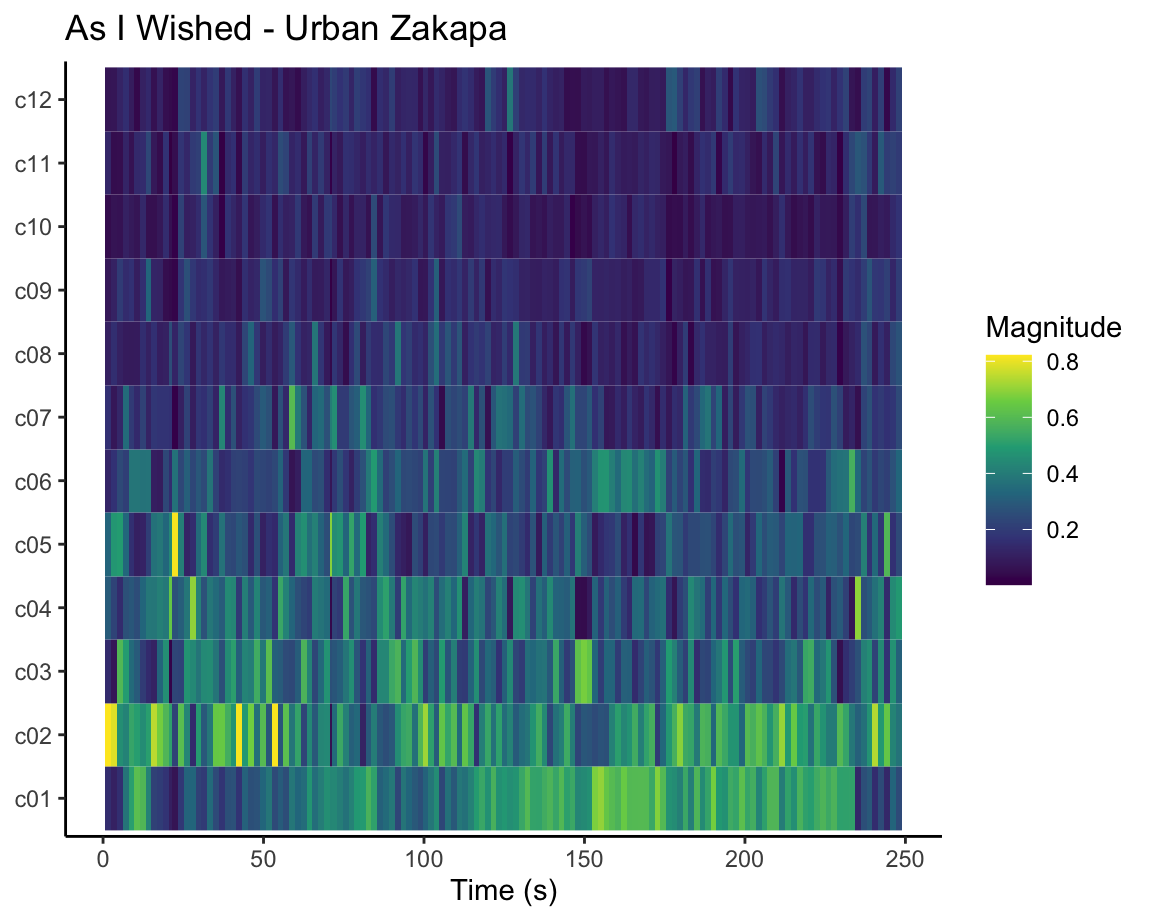 As I Wished - Urban Zakapa
c12
c11
c10
c09
c08
c07
c06
c05
c04
c03
c02
c01
0 50 100 150 200 250
Time (s)
Magnitude
0.8
0.6
0.4
0.2